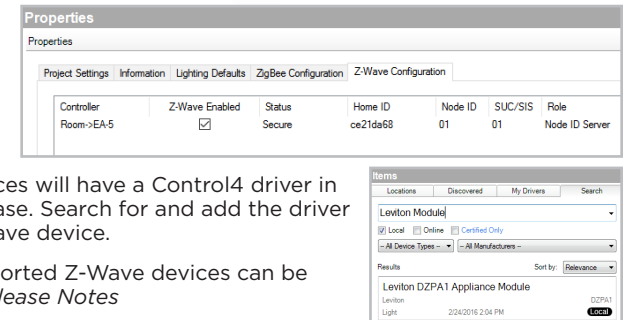 Properties
Properties
Project Settings Information Lighting Defaults ZigBee Configuration Z-Wave Configuration
Controller Z-Wave Enabled Status Home ID Node ID SUC/SIS Role
Room->EA-5 Secure ce21da68 01 01 Node ID Server
ces will have a Control4 driver in
ase. Search for and add the driver
ave device.
ported Z-Wave devices can be
lease Notes
Items
Locations Discovered My Drivers Search
Leviton Module
Local Online Certified Only
-- All Device Types -- -- All Manufacturers --
Results Sort by: Relevance
Leviton DZPA1 Appliance Module
Leviton DZPA1
Light 2/24/2016 2:04 PM Local